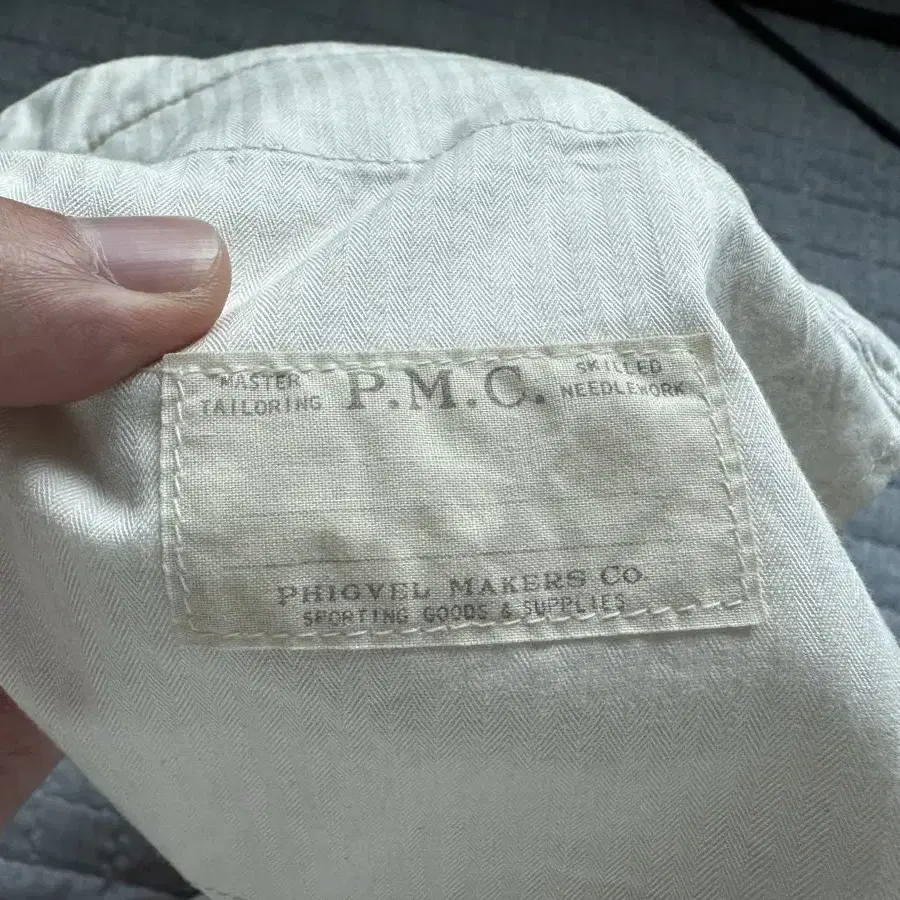 MASTER TAILORING P.M.C. SKILLED NEEDLEWORK
PHIGVEL MAKERS Co
SPORTING GOODS & SUPPLIES